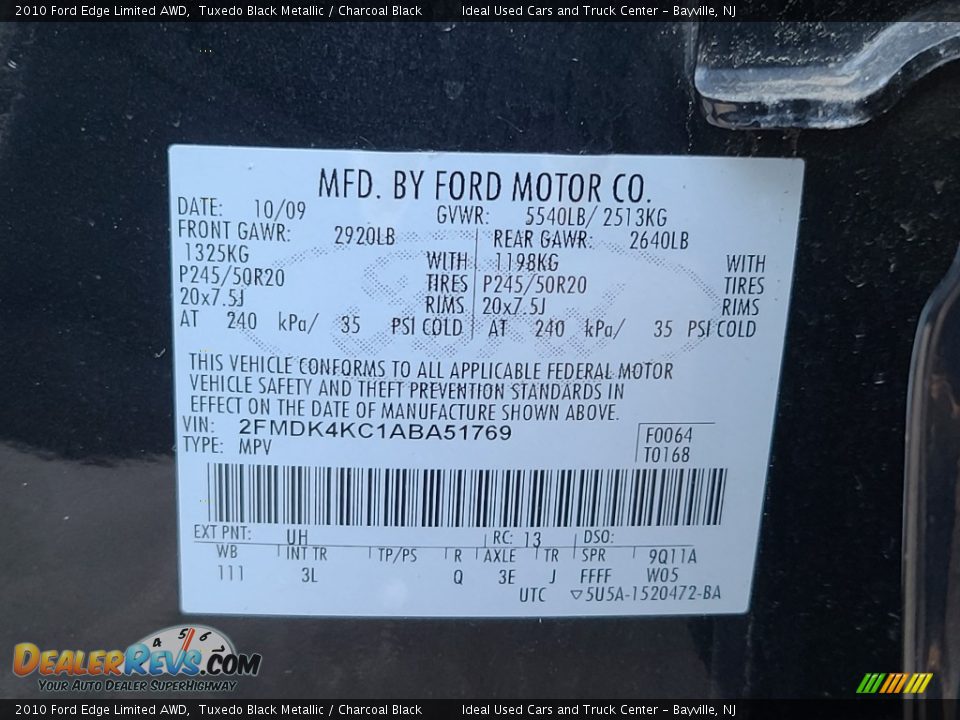 2010 Ford Edge Limited AWD,  Tuxedo Black Metallic / Charcoal Black    Ideal Used Cars and Truck Center - Bayville, NJ
MFD. BY FORD MOTOR CO.
DATE: 10/09 GVWR: 5540LB/ 2513KG
FRONT GAWR: 2920LB REAR GAWR: 2640LB
1325KG WITH 1198KG WITH
P245/50R20 TIRES P245/50R20 TIRES
20x7.5J RIMS 20x7.5J RIMS
AT 240 kPa/ 35 PSI COLD AT 240 kPa/ 35 PSI COLD
THIS VEHICLE CONFORMS TO ALL APPLICABLE FEDERAL MOTOR
VEHICLE SAFETY AND THEFT PREVENTION STANDARDS IN
EFFECT ON THE DATE OF MANUFACTURE SHOWN ABOVE.
VIN: 2FMDK4KC1ABA51769 F0064
TYPE: MPV T0168
EXT PNT: UH RC: 13 DSO:
WB INT TR TP/PS R AXLE TR SPR 9Q11A
111 3L Q 3E J FFFF W05
UTC ▽5U5A-1520472-BA
4 5 6 7
DEALERREVS.COM
YOUR AUTO DEALER SUPERHIGHWAY
2010 Ford Edge Limited AWD,  Tuxedo Black Metallic / Charcoal Black    Ideal Used Cars and Truck Center - Bayville, NJ